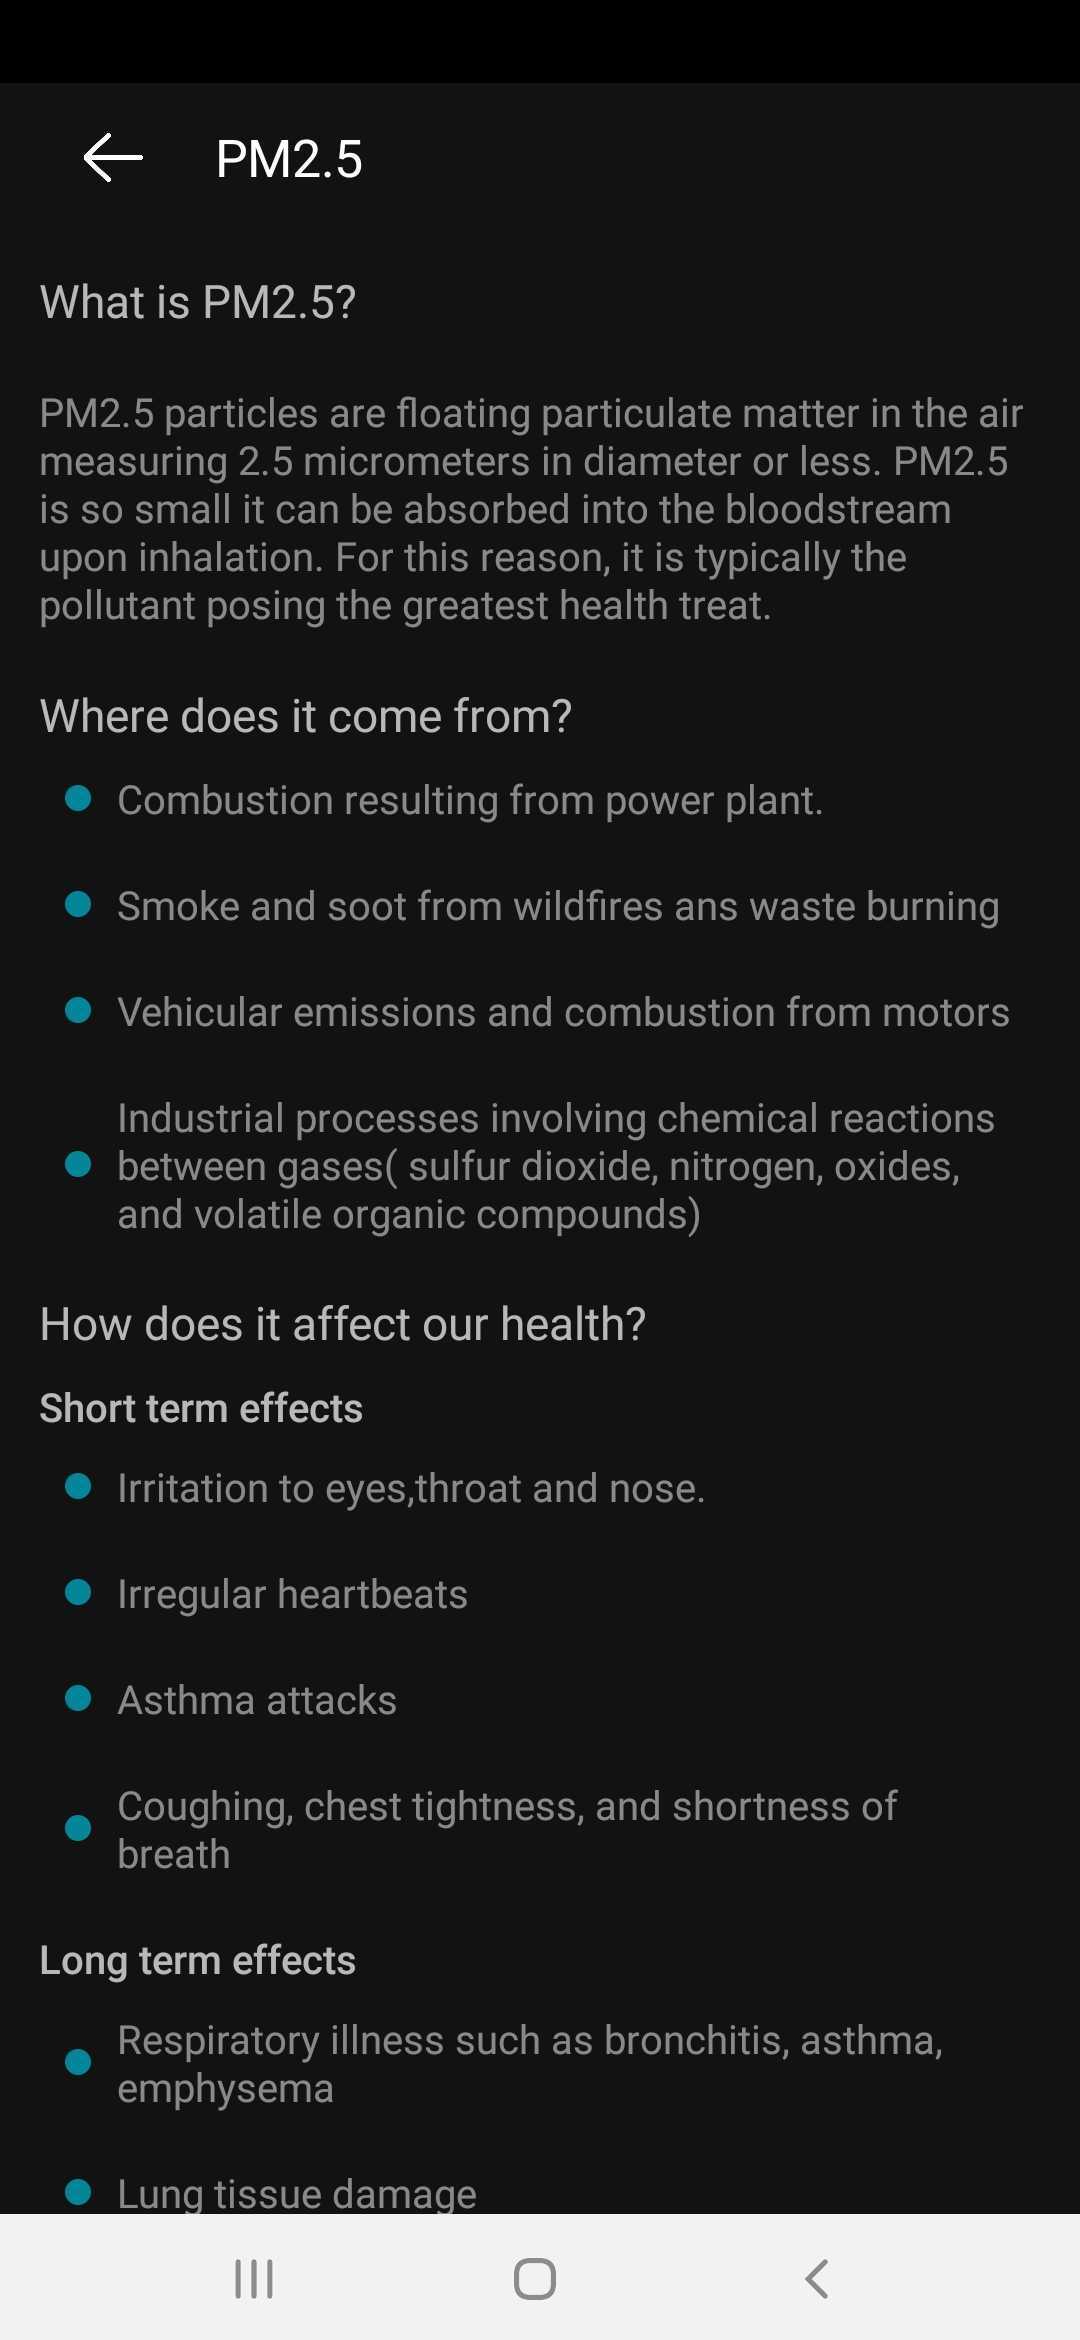 PM2.5
What is PM2.5?
PM2.5 particles are floating particulate matter in the air
measuring 2.5 micrometers in diameter or less. PM2.5
is so small it can be absorbed into the bloodstream
upon inhalation. For this reason, it is typically the
pollutant posing the greatest health treat.
Where does it come from?
Combustion resulting from power plant.
Smoke and soot from wildfires ans waste burning
Vehicular emissions and combustion from motors
Industrial processes involving chemical reactions
between gases( sulfur dioxide, nitrogen, oxides,
and volatile organic compounds)
How does it affect our health?
Short term effects
Irritation to eyes,throat and nose.
Irregular heartbeats
Asthma attacks
Coughing, chest tightness, and shortness of
breath
Long term effects
Respiratory illness such as bronchitis, asthma,
emphysema
Lung tissue damage